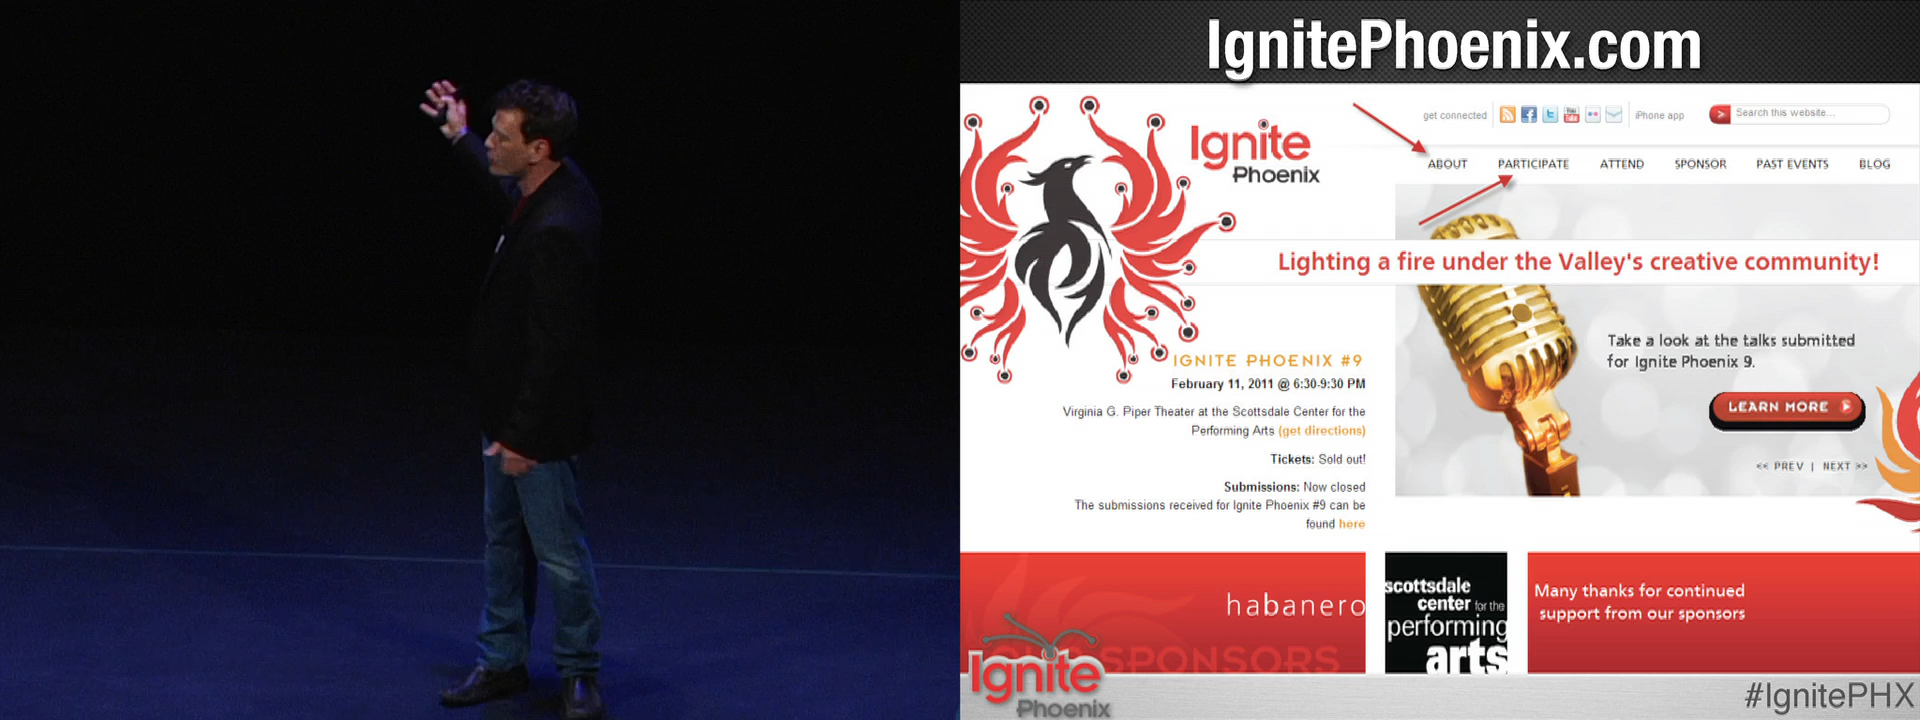 IgnitePhoenix.com
get connected
You
Tube
iPhone app
Search this website...
Ignite
Phoenix
ABOUT PARTICIPATE ATTEND SPONSOR PAST EVENTS BLOG
Lighting a fire under the Valley's creative community!
IGNITE PHOENIX #9
February 11, 2011 @ 6:30-9:30 PM
Virginia G. Piper Theater at the Scottsdale Center for the
Performing Arts (get directions)
Tickets: Sold out!
Submissions: Now closed
The submissions received for Ignite Phoenix #9 can be
found here
Take a look at the talks submitted
for Ignite Phoenix 9.
LEARN MORE
<< PREV | NEXT >>
habanero
SPONSORS
scottsdale
center for the
performing
arts
Many thanks for continued
support from our sponsors
Ignite
Phoenix
#IgnitePHX